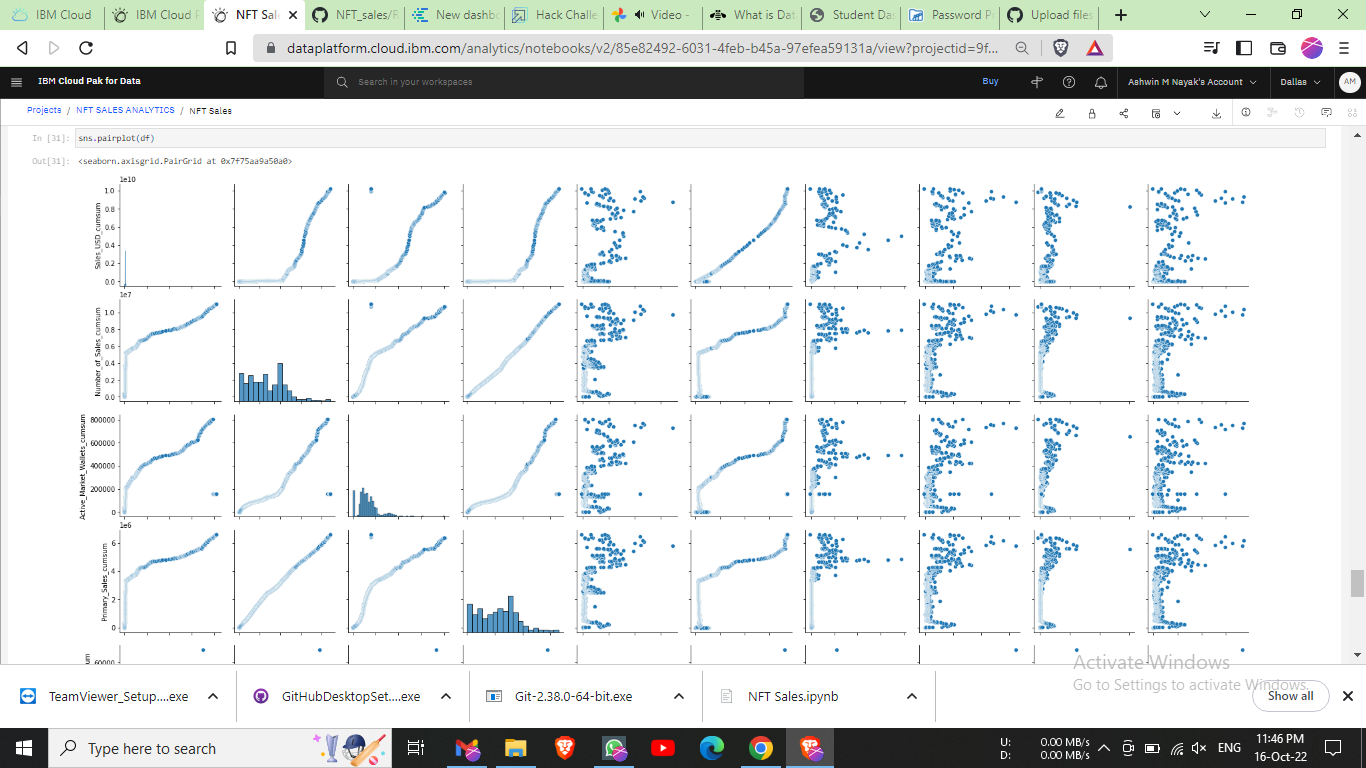 IBM Cloud
IBM Cloud P
NFT Sal
NFT_sales/R
New dashbo
Hack Challe
Video -
What is Dat
Student Das
Password Pr
Upload files
dataplatform.cloud.ibm.com/analytics/notebooks/v2/85e82492-6031-4feb-b45a-97efea59131a/view?projectid=9f...
IBM Cloud Pak for Data
Search in your workspaces
Buy
Ashwin M Nayak's Account
Dallas
AM
Projects / NFT SALES ANALYTICS / NFT Sales
In [31]: sns.pairplot(df)
Out[31]: <seaborn.axisgrid.PairGrid at 0x7f75aa9a50a0>
1e10
1.0
0.8
0.6
0.4
0.2
0.0
Sales_USD_cumsum
1e7
1.0
0.8
0.6
0.4
0.2
0.0
Number_of_Sales_cumsum
800000
600000
400000
200000
0
Active_Market_Wallets_cumsum
1e6
6
4
2
0
Primary_Sales_cumsum
60000
um
Activate Windows
Go to Settings to activate Windows.
TeamViewer_Setup....exe
GitHubDesktopSet....exe
Git-2.38.0-64-bit.exe
NFT Sales.ipynb
Show all
Type here to search
U: 0.00 MB/s
D: 0.00 MB/s
ENG
11:46 PM
16-Oct-22